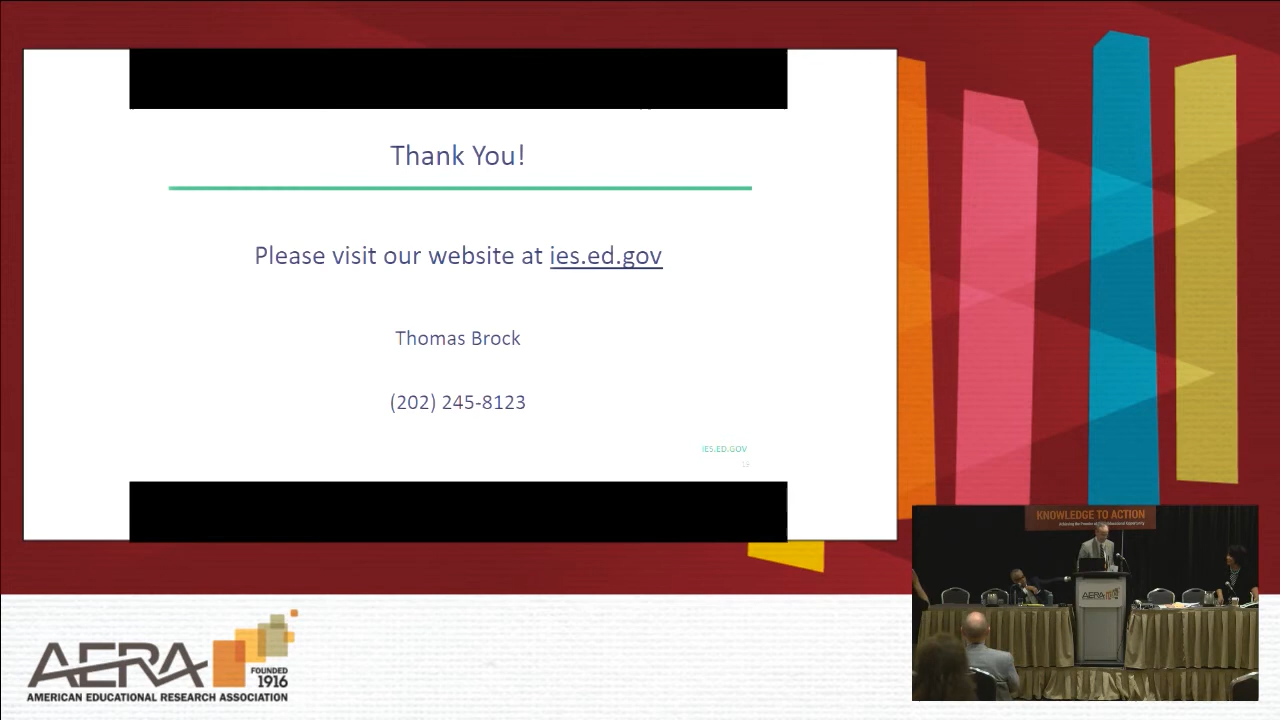 Thank You!
Please visit our website at ies.ed.gov
Thomas Brock
(202) 245-8123
IES.ED.GOV
KNOWLEDGE TO ACTION
AERA
AERA
FOUNDED
1916
AMERICAN EDUCATIONAL RESEARCH ASSOCIATION